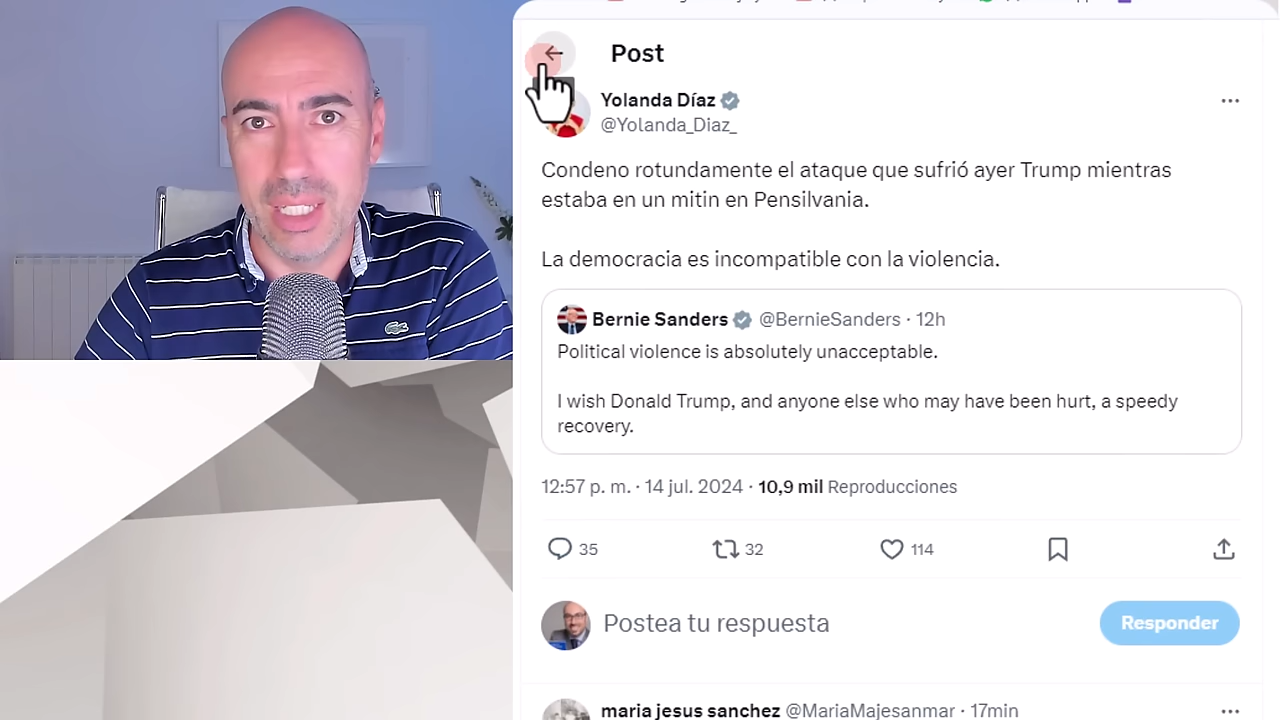 Post
Yolanda Díaz
@Yolanda_Diaz_
Condeno rotundamente el ataque que sufrió ayer Trump mientras
estaba en un mitin en Pensilvania.
La democracia es incompatible con la violencia.
Bernie Sanders @BernieSanders · 12h
Political violence is absolutely unacceptable.
I wish Donald Trump, and anyone else who may have been hurt, a speedy
recovery.
12:57 p. m. · 14 jul. 2024 · 10,9 mil Reproducciones
35 32 114
Postea tu respuesta
Responder
maria jesus sanchez @MariaMajesanmar · 17min